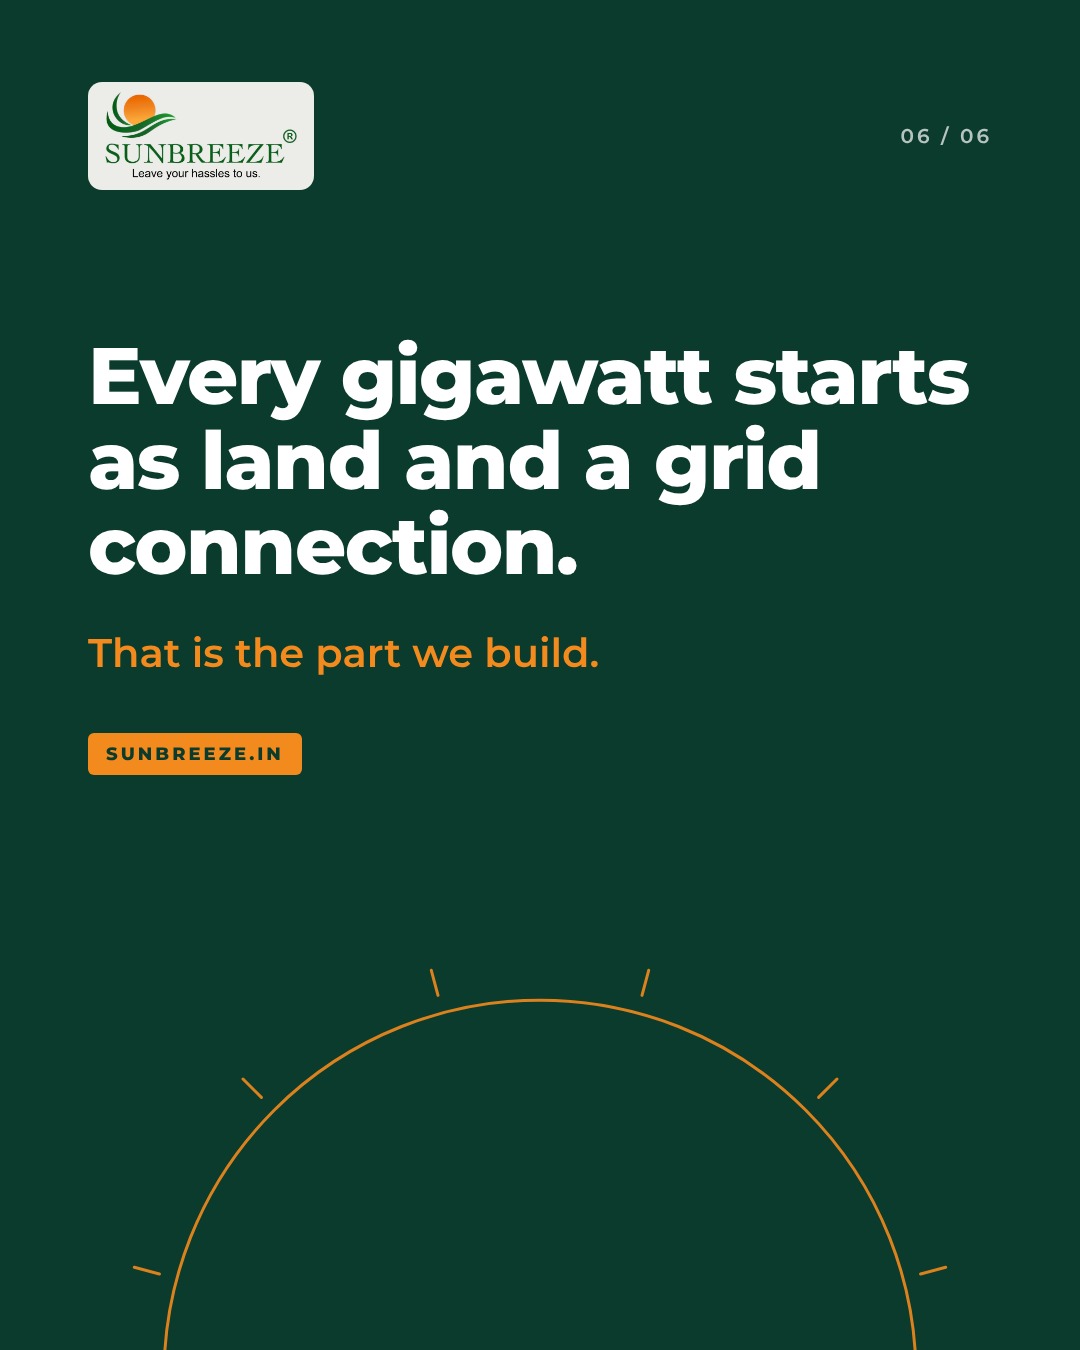 SUNBREEZE®
Leave your hassles to us.
06 / 06
Every gigawatt starts
as land and a grid
connection.
That is the part we build.
SUNBREEZE.IN